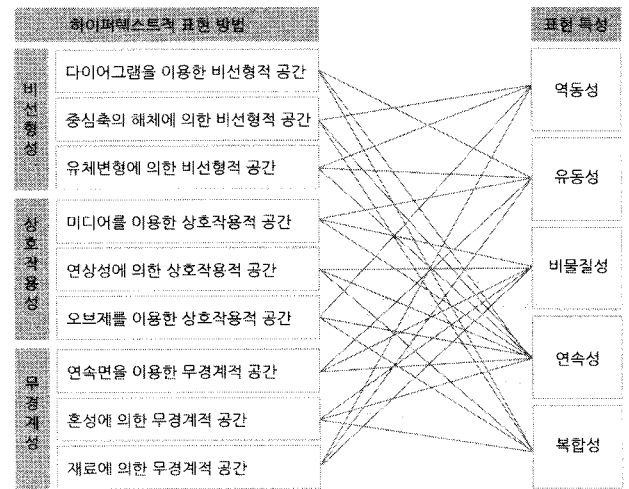 하이퍼텍스트적 표현 방법
표현 특성
비선형성
다이어그램을 이용한 비선형적 공간
중심축의 해체에 의한 비선형적 공간
유체변형에 의한 비선형적 공간
상호작용성
미디어를 이용한 상호작용적 공간
연상성에 의한 상호작용적 공간
오브제를 이용한 상호작용적 공간
무경계성
연속면을 이용한 무경계적 공간
혼성에 의한 무경계적 공간
재료에 의한 무경계적 공간
역동성
유동성
비물질성
연속성
복합성